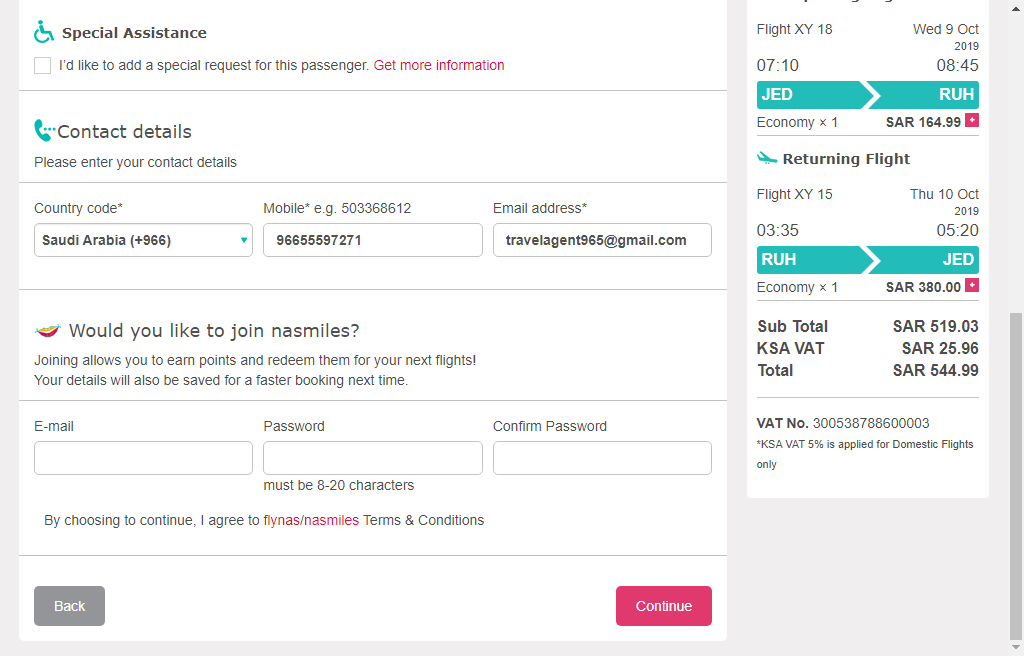 Special Assistance
I'd like to add a special request for this passenger. Get more information
Contact details
Please enter your contact details
Country code*
Mobile* e.g. 503368612
Email address*
Saudi Arabia (+966)
96655597271
travelagent965@gmail.com
Would you like to join nasmiles?
Joining allows you to earn points and redeem them for your next flights!
Your details will also be saved for a faster booking next time.
E-mail
Password
Confirm Password
must be 8-20 characters
By choosing to continue, I agree to flynas/nasmiles Terms & Conditions
Back
Continue
Flight XY 18
Wed 9 Oct
2019
07:10
08:45
JED
RUH
Economy × 1
SAR 164.99 +
Returning Flight
Flight XY 15
Thu 10 Oct
2019
03:35
05:20
RUH
JED
Economy × 1
SAR 380.00 +
Sub Total
SAR 519.03
KSA VAT
SAR 25.96
Total
SAR 544.99
VAT No. 300538788600003
*KSA VAT 5% is applied for Domestic Flights
only